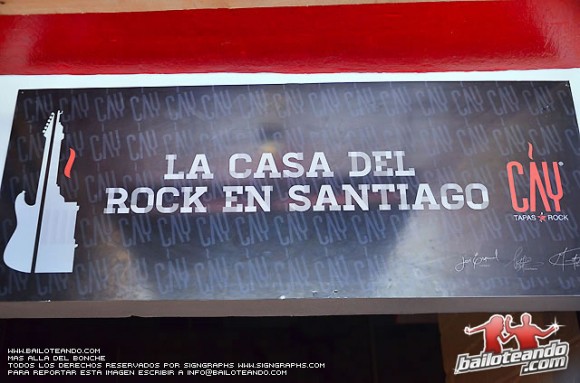 LA CASA DEL
ROCK EN SANTIAGO
CÁY
TAPAS ROCK
WWW.BAILOTEANDO.COM
MAS ALLA DEL BONCHE
TODOS LOS DERECHOS RESERVADOS POR SIGNGRAPHS WWW.SIGNGRAPHS.COM
PARA REPORTAR ESTA IMAGEN ESCRIBIR A INFO@BAILOTEANDO.COM
bailoteando.com